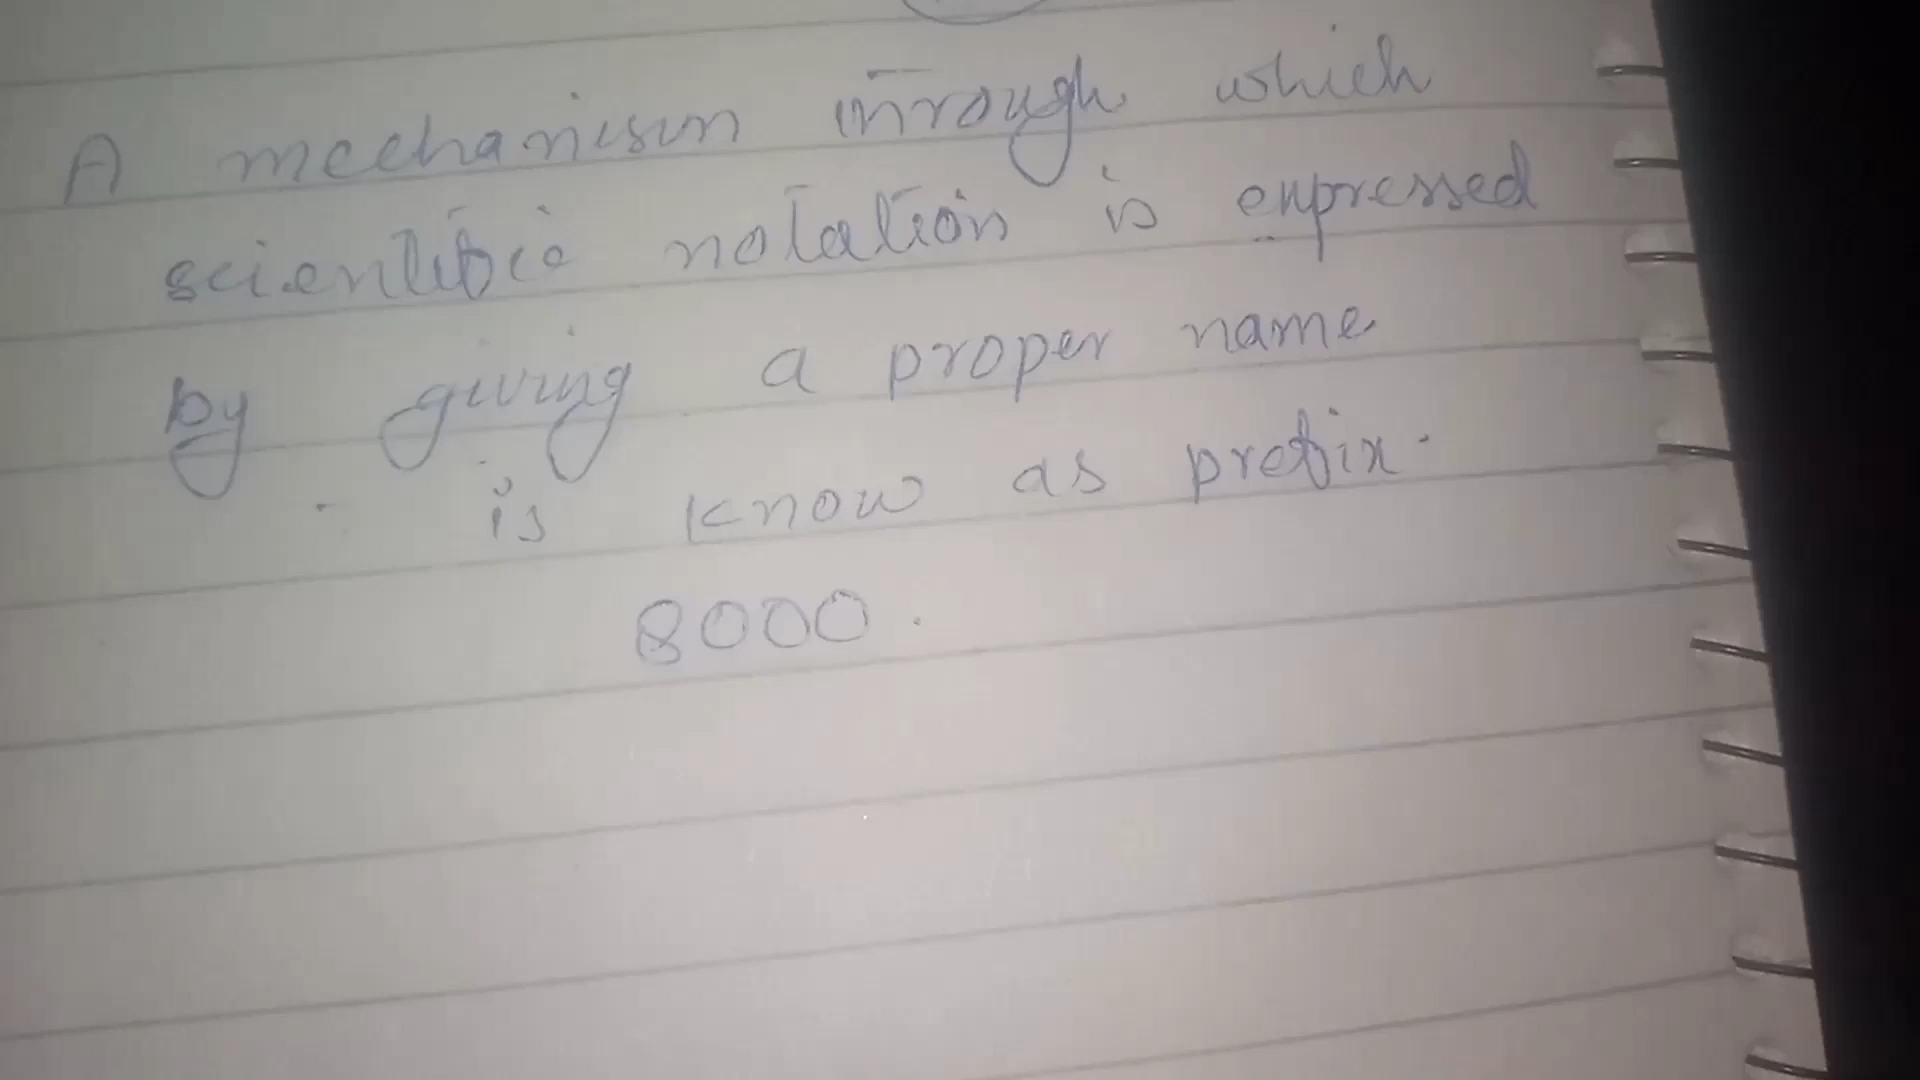 A mechanism through which
scientific notation is expressed
by giving a proper name
is know as prefix.
8000.